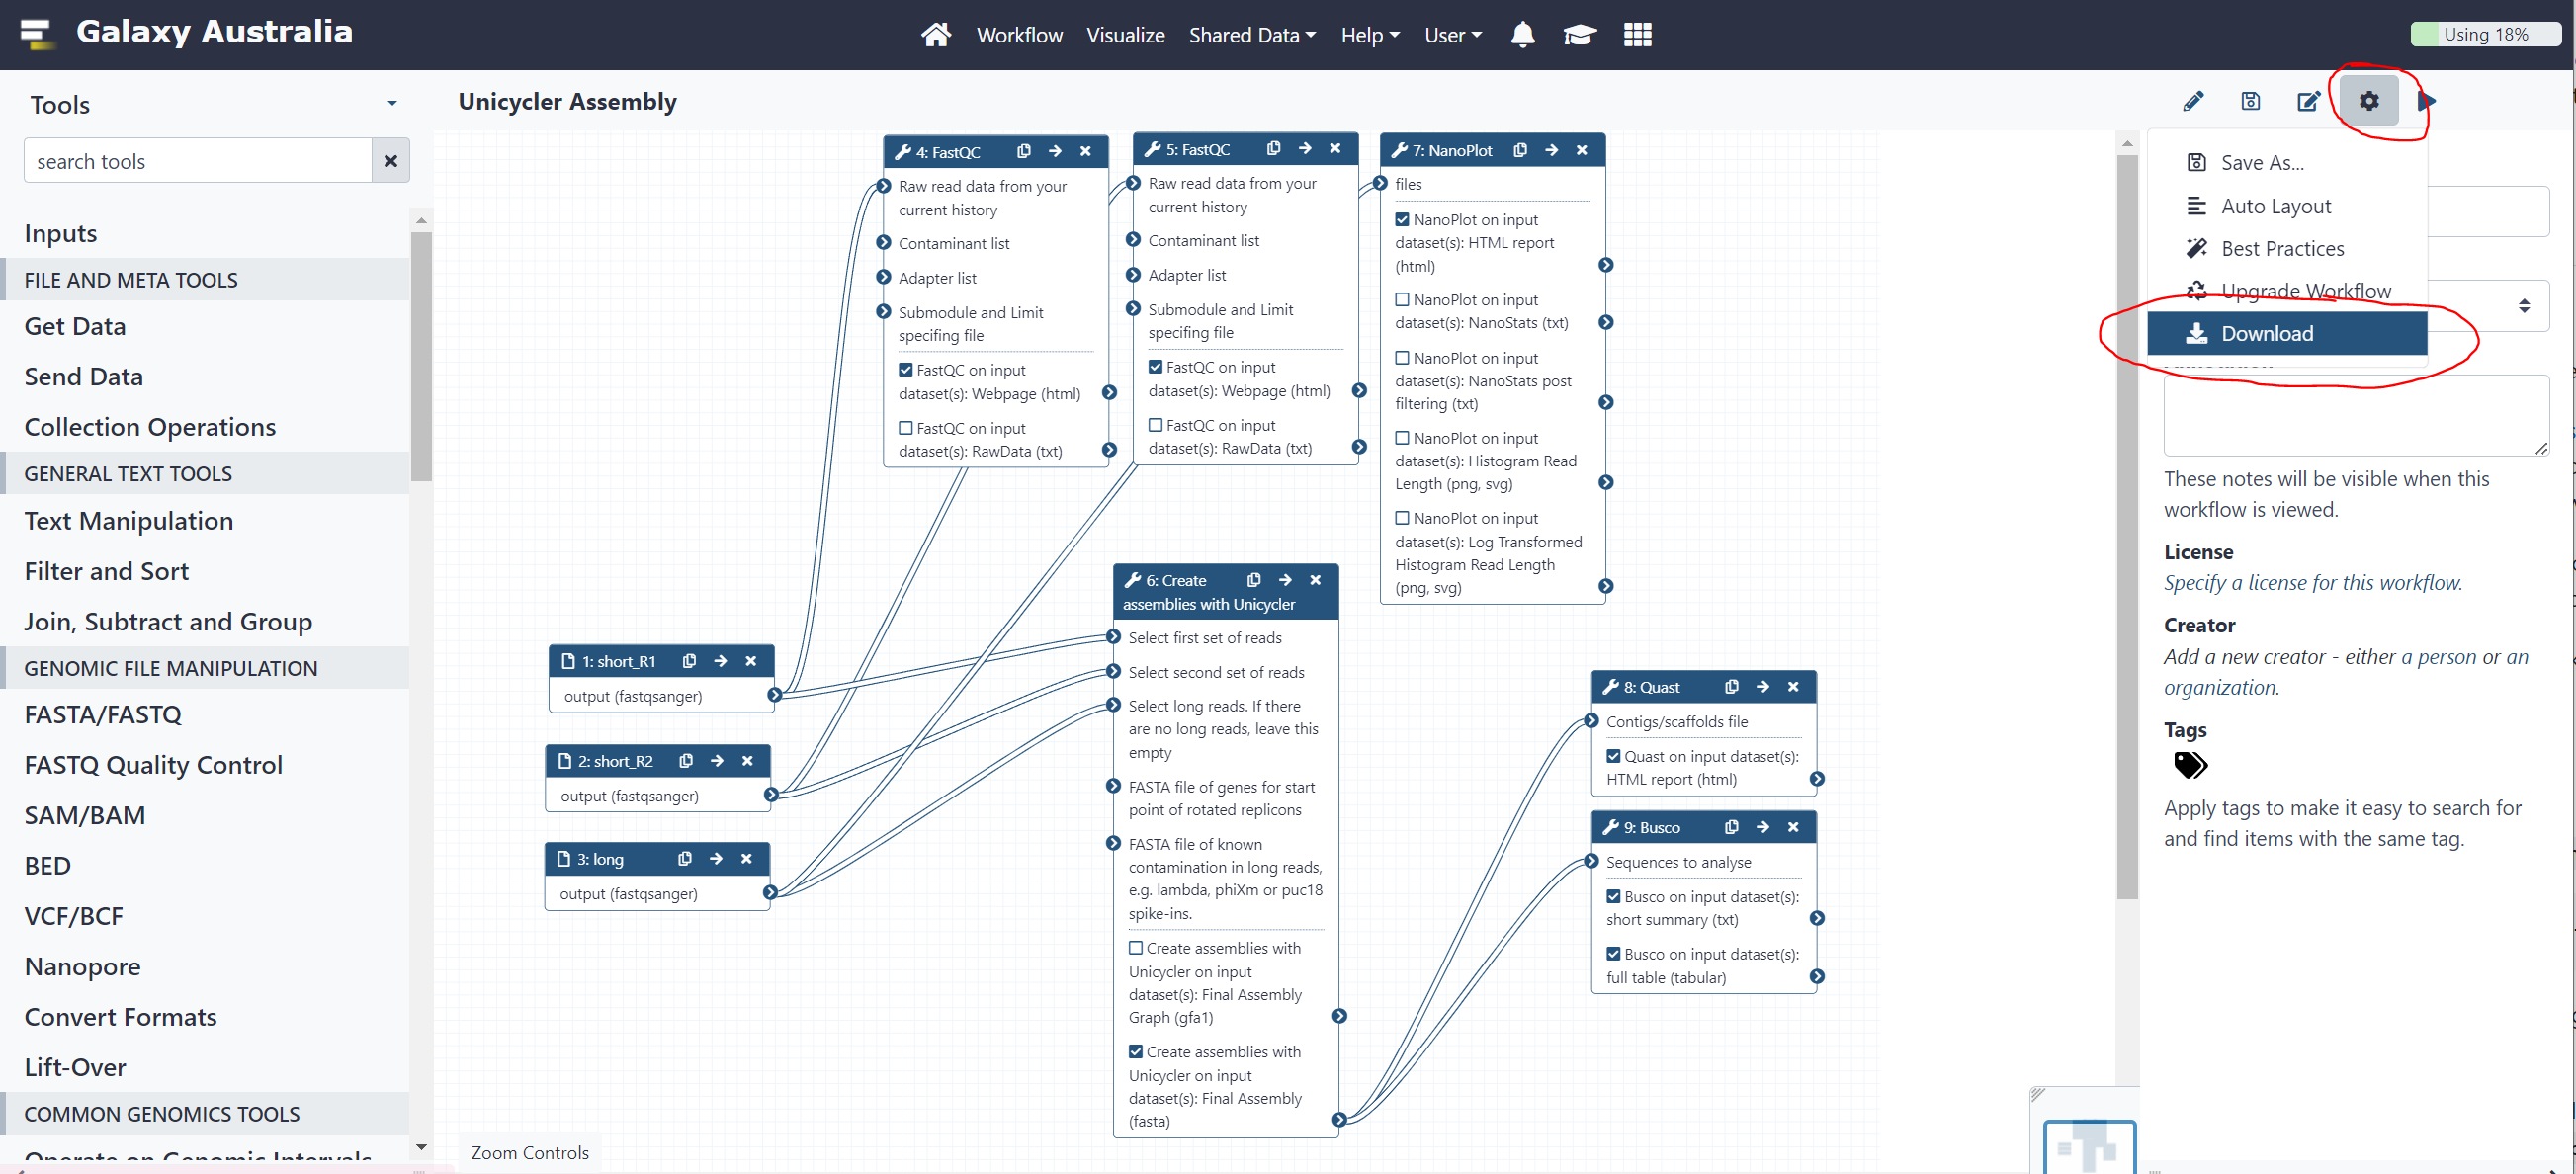 Galaxy Australia
Workflow
Visualize
Shared Data
Help
User
Using 18%
Tools
search tools
Inputs
FILE AND META TOOLS
Get Data
Send Data
Collection Operations
GENERAL TEXT TOOLS
Text Manipulation
Filter and Sort
Join, Subtract and Group
GENOMIC FILE MANIPULATION
FASTA/FASTQ
FASTQ Quality Control
SAM/BAM
BED
VCF/BCF
Nanopore
Convert Formats
Lift-Over
COMMON GENOMICS TOOLS
Operate on Genomic Intervals
Unicycler Assembly
1: short_R1
output (fastqsanger)
2: short_R2
output (fastqsanger)
3: long
output (fastqsanger)
4: FastQC
Raw read data from your
current history
Contaminant list
Adapter list
Submodule and Limit
specifing file
FastQC on input
dataset(s): Webpage (html)
FastQC on input
dataset(s): RawData (txt)
5: FastQC
Raw read data from your
current history
Contaminant list
Adapter list
Submodule and Limit
specifing file
FastQC on input
dataset(s): Webpage (html)
FastQC on input
dataset(s): RawData (txt)
7: NanoPlot
files
NanoPlot on input
dataset(s): HTML report
(html)
NanoPlot on input
dataset(s): NanoStats (txt)
NanoPlot on input
dataset(s): NanoStats post
filtering (txt)
NanoPlot on input
dataset(s): Histogram Read
Length (png, svg)
NanoPlot on input
dataset(s): Log Transformed
Histogram Read Length
(png, svg)
6: Create
assemblies with Unicycler
Select first set of reads
Select second set of reads
Select long reads. If there
are no long reads, leave this
empty
FASTA file of genes for start
point of rotated replicons
FASTA file of known
contamination in long reads,
e.g. lambda, phiXm or puc18
spike-ins.
Create assemblies with
Unicycler on input
dataset(s): Final Assembly
Graph (gfa1)
Create assemblies with
Unicycler on input
dataset(s): Final Assembly
(fasta)
8: Quast
Contigs/scaffolds file
Quast on input dataset(s):
HTML report (html)
9: Busco
Sequences to analyse
Busco on input dataset(s):
short summary (txt)
Busco on input dataset(s):
full table (tabular)
Zoom Controls
Save As...
Auto Layout
Best Practices
Upgrade Workflow
Download
These notes will be visible when this
workflow is viewed.
License
Specify a license for this workflow.
Creator
Add a new creator - either a person or an
organization.
Tags
Apply tags to make it easy to search for
and find items with the same tag.